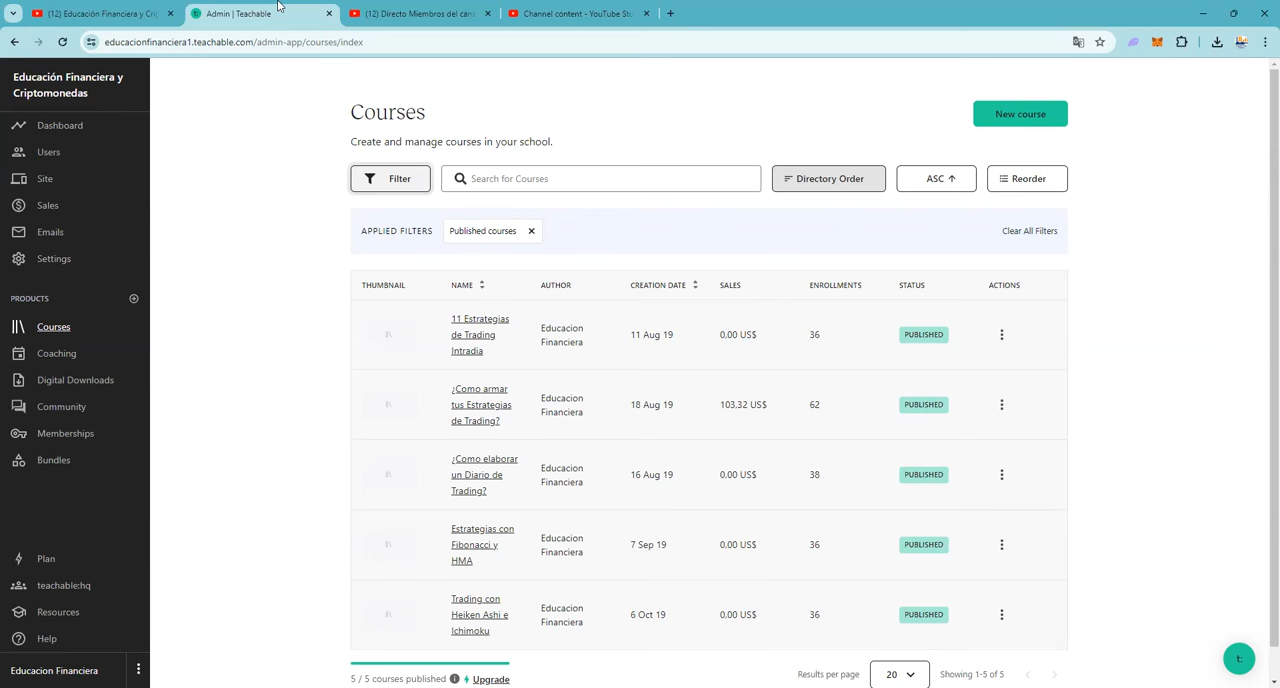 (12) Educación Financiera y Crip
Admin | Teachable
(12) Directo Miembros del cana
Channel content - YouTube Stu
educacionfinanciera1.teachable.com/admin-app/courses/index
Educación Financiera y
Criptomonedas
Dashboard
Users
Site
Sales
Emails
Settings
PRODUCTS
Courses
Coaching
Digital Downloads
Community
Memberships
Bundles
Plan
teachable:hq
Resources
Help
Educacion Financiera
Courses
New course
Create and manage courses in your school.
Filter
Search for Courses
Directory Order
ASC
Reorder
APPLIED FILTERS
Published courses
Clear All Filters
THUMBNAIL NAME AUTHOR CREATION DATE SALES ENROLLMENTS STATUS ACTIONS
11 Estrategias
de Trading
Intradia
Educacion
Financiera
11 Aug 19
0,00 US$
36
PUBLISHED
¿Como armar
tus Estrategias
de Trading?
Educacion
Financiera
18 Aug 19
103,32 US$
62
PUBLISHED
¿Como elaborar
un Diario de
Trading?
Educacion
Financiera
16 Aug 19
0,00 US$
38
PUBLISHED
Estrategias con
Fibonacci y
HMA
Educacion
Financiera
7 Sep 19
0,00 US$
36
PUBLISHED
Trading con
Heiken Ashi e
Ichimoku
Educacion
Financiera
6 Oct 19
0,00 US$
36
PUBLISHED
5 / 5 courses published
Upgrade
Results per page
20
Showing 1-5 of 5
t: